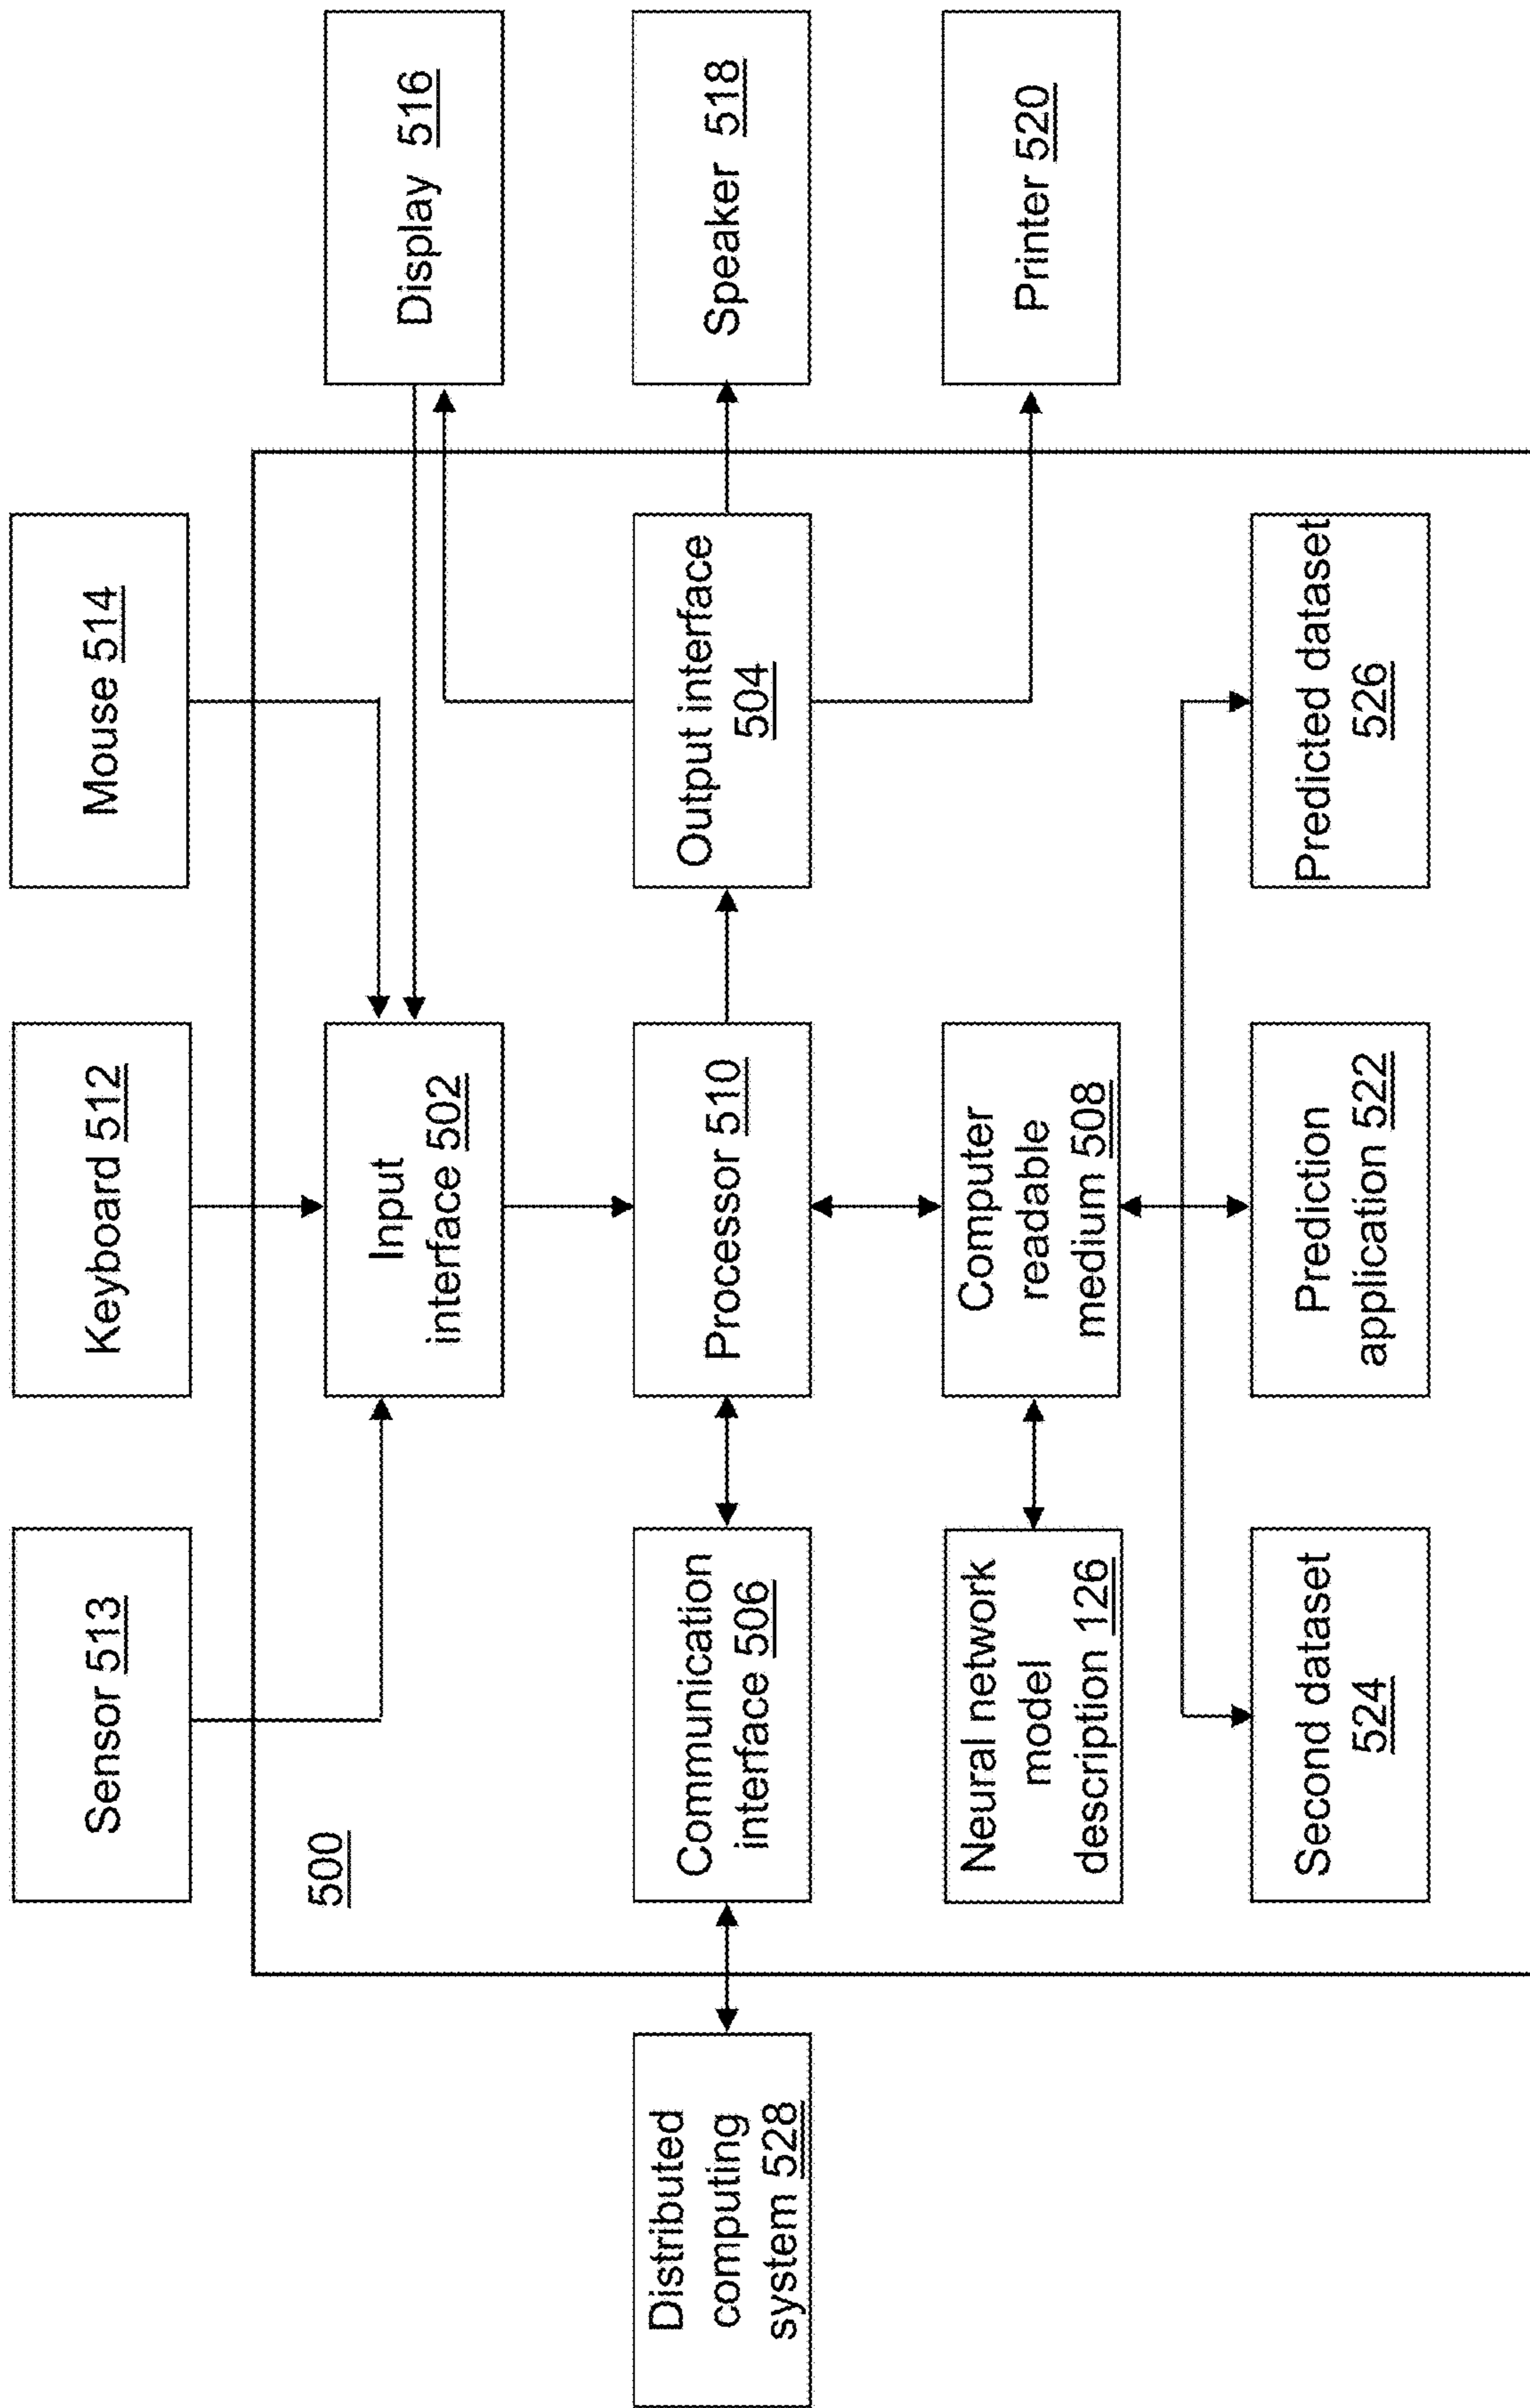 Sensor 513
Keyboard 512
Mouse 514
500
Input
interface 502
Display 516
Distributed
computing
system 528
Communication
interface 506
Processor 510
Output interface
504
Speaker 518
Neural network
model
description 126
Computer
readable
medium 508
Printer 520
Second dataset
524
Prediction
application 522
Predicted dataset
526